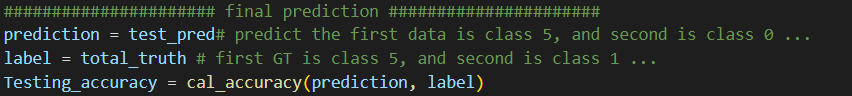 ###################### final prediction ######################
prediction = test_pred# predict the first data is class 5, and second is class 0 ...
label = total_truth # first GT is class 5, and second is class 1 ...
Testing_accuracy = cal_accuracy(prediction, label)